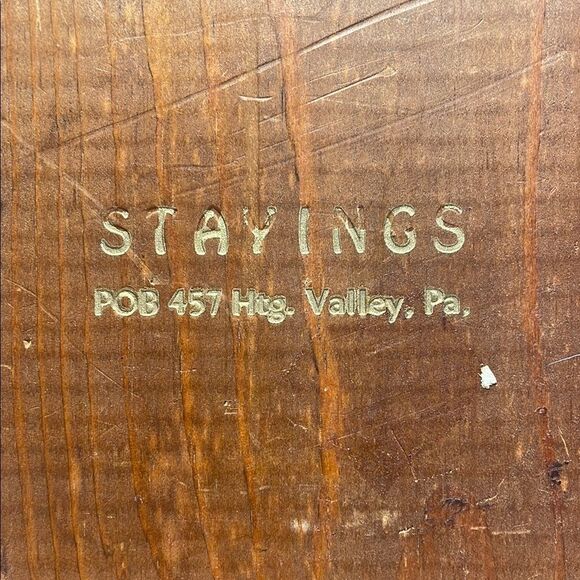 STAYINGS
POB 457 Htg. Valley, Pa,